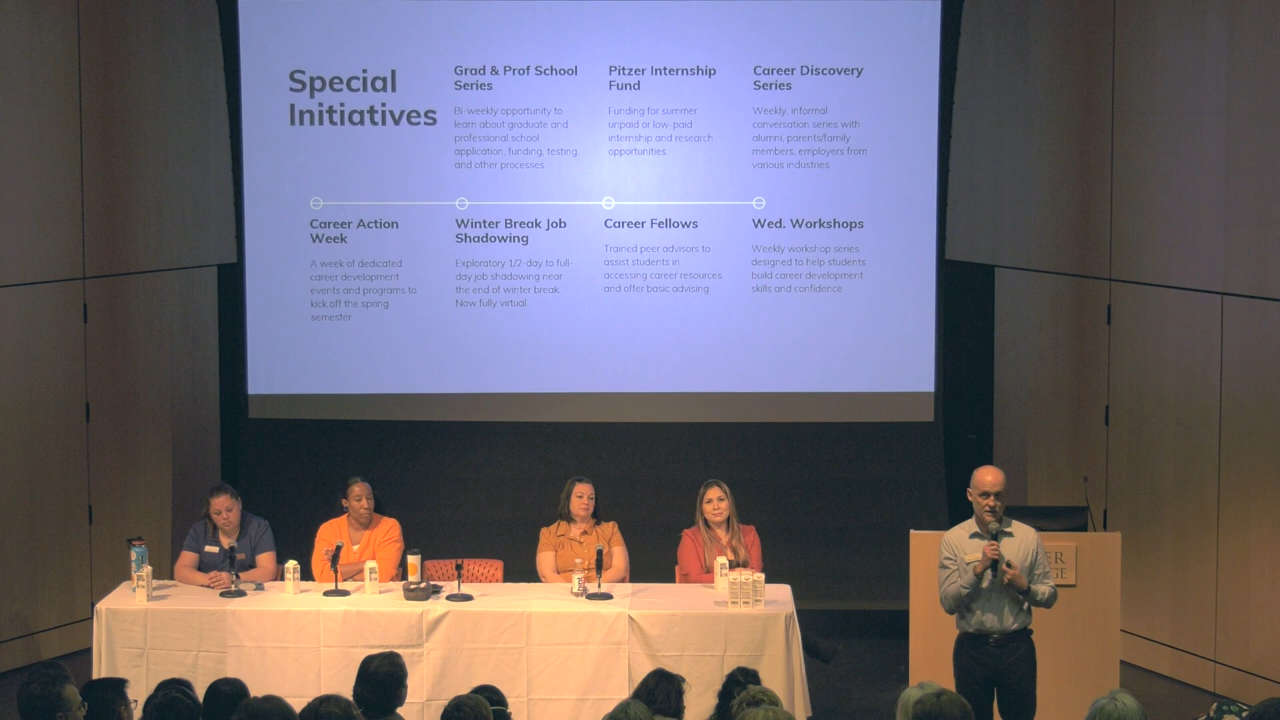 Special
Initiatives
Grad & Prof School
Series
Bi-weekly opportunity to
learn about graduate and
professional school
application, funding, testing,
and other processes
Pitzer Internship
Fund
Funding for summer
unpaid or low-paid
internship and research
opportunities
Career Discovery
Series
Weekly, informal
conversation series with
alumni, parents/family
members, employers from
various industries
Career Action
Week
A week of dedicated
career development
events and programs to
kick off the spring
semester
Winter Break Job
Shadowing
Exploratory 1/2-day to full-
day job shadowing near
the end of winter break.
Now fully virtual.
Career Fellows
Trained peer advisors to
assist students in
accessing career resources
and offer basic advising
Wed. Workshops
Weekly workshop series
designed to help students
build career development
skills and confidence
ER
GE